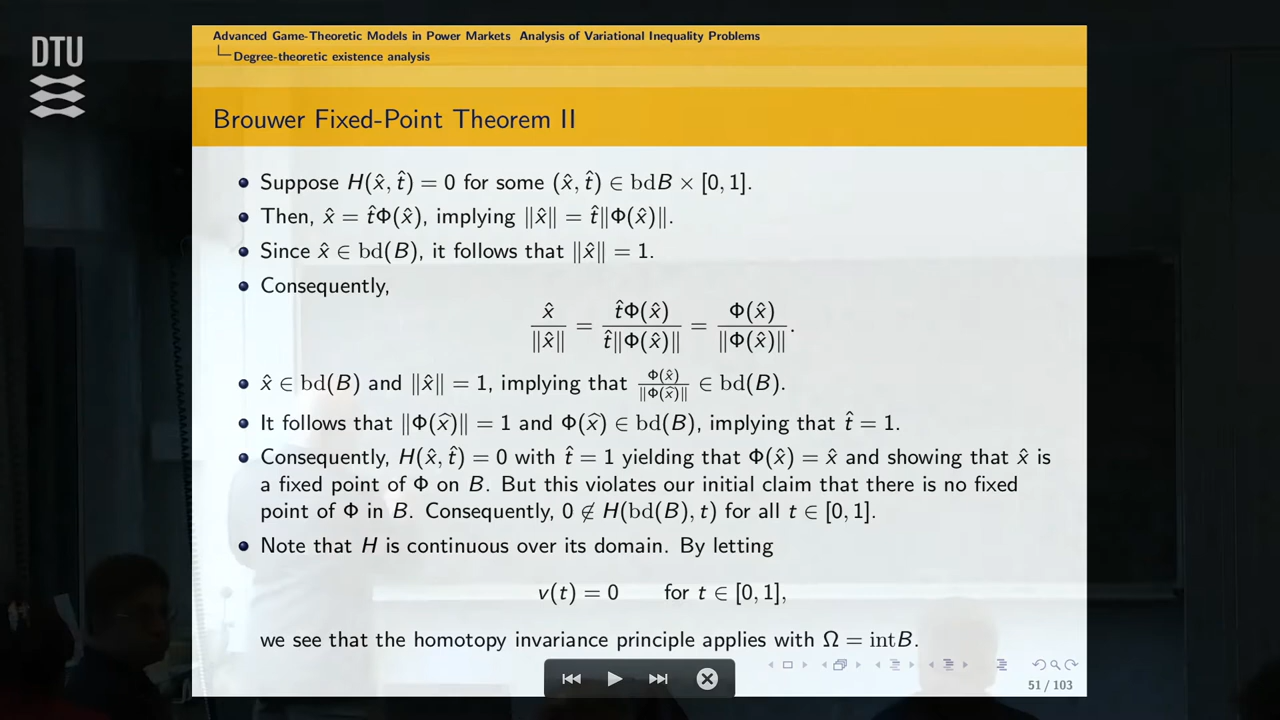 DTU
Advanced Game-Theoretic Models in Power Markets Analysis of Variational Inequality Problems
Degree-theoretic existence analysis
Brouwer Fixed-Point Theorem II
Suppose H(x̂, t̂) = 0 for some (x̂, t̂) ∈ bdB × [0, 1].
Then, x̂ = t̂Φ(x̂), implying ‖x̂‖ = t̂‖Φ(x̂)‖.
Since x̂ ∈ bd(B), it follows that ‖x̂‖ = 1.
Consequently,
x̂/‖x̂‖ = t̂Φ(x̂)/t̂‖Φ(x̂)‖ = Φ(x̂)/‖Φ(x̂)‖.
x̂ ∈ bd(B) and ‖x̂‖ = 1, implying that Φ(x̂)/‖Φ(x̂)‖ ∈ bd(B).
It follows that ‖Φ(x̂)‖ = 1 and Φ(x̂) ∈ bd(B), implying that t̂ = 1.
Consequently, H(x̂, t̂) = 0 with t̂ = 1 yielding that Φ(x̂) = x̂ and showing that x̂ is
a fixed point of Φ on B. But this violates our initial claim that there is no fixed
point of Φ in B. Consequently, 0 ∉ H(bd(B), t) for all t ∈ [0, 1].
Note that H is continuous over its domain. By letting
v(t) = 0 for t ∈ [0, 1],
we see that the homotopy invariance principle applies with Ω = intB.
51 / 103